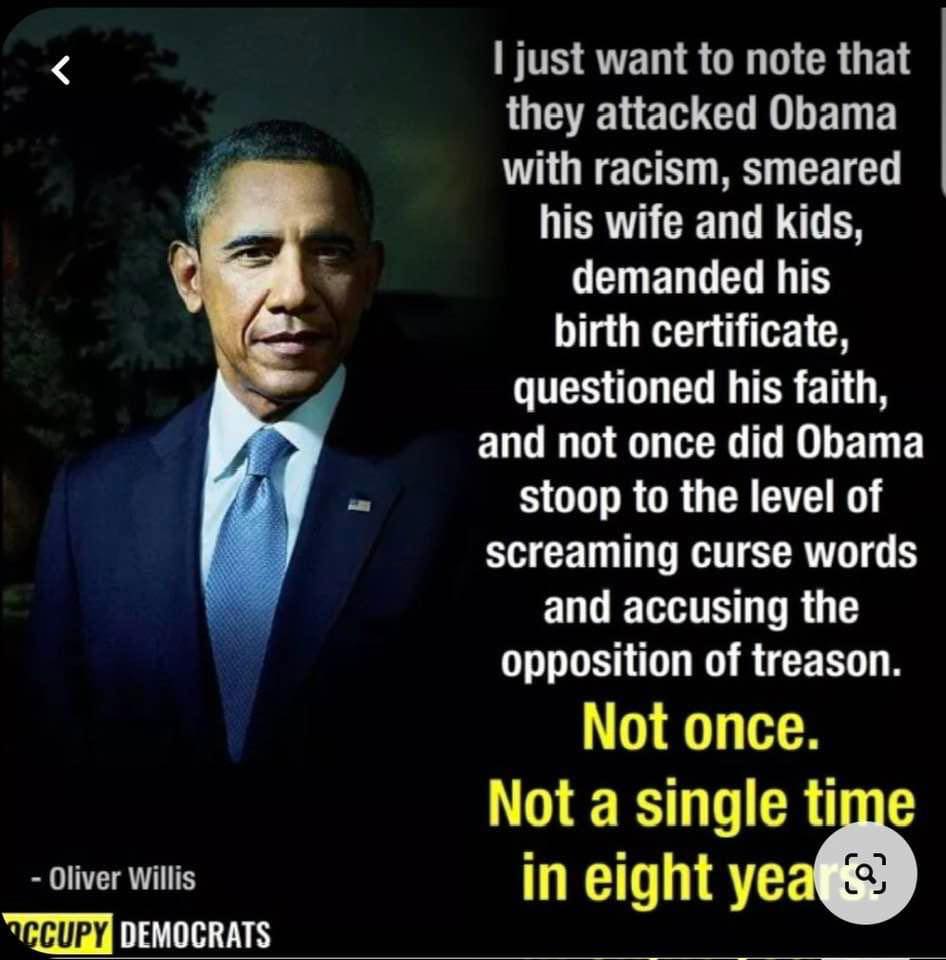 I just want to note that
they attacked Obama
with racism, smeared
his wife and kids,
demanded his
birth certificate,
questioned his faith,
and not once did Obama
stoop to the level of
screaming curse words
and accusing the
opposition of treason.
Not once.
Not a single time
in eight years.
- Oliver Willis
OCCUPY DEMOCRATS